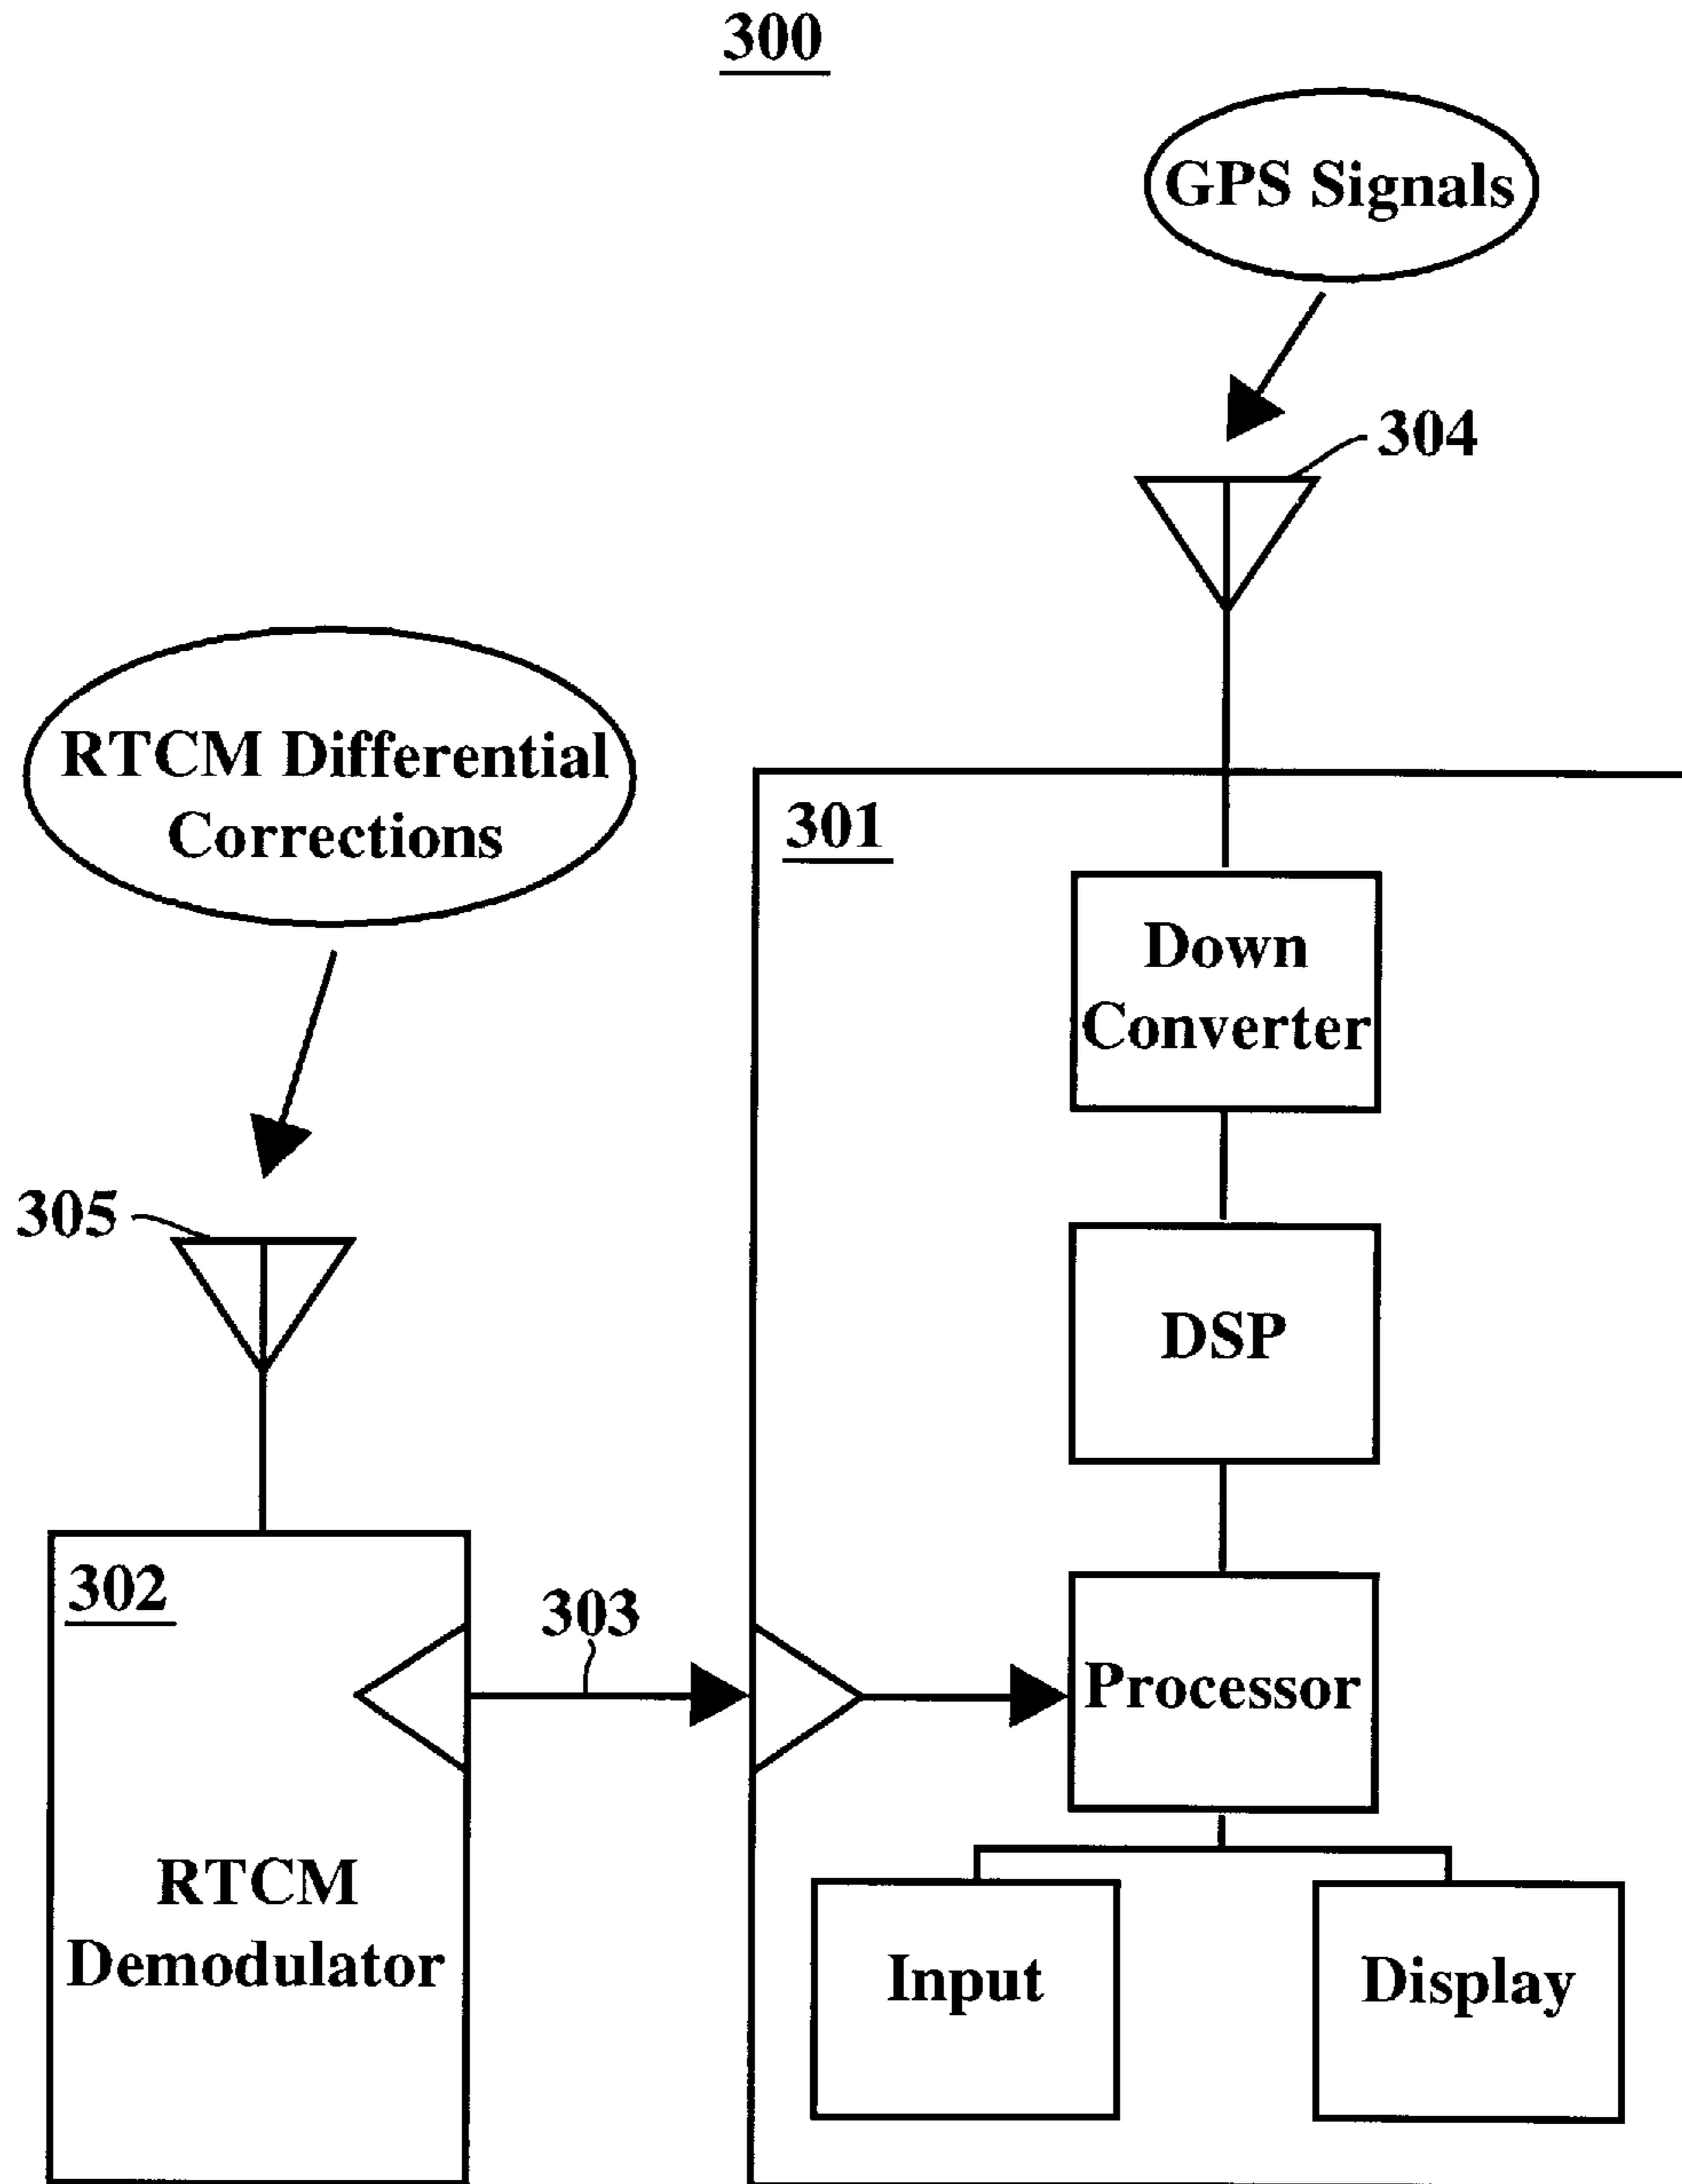 300
GPS Signals
304
RTCM Differential
Corrections
301
Down
Converter
305
DSP
302
303
Processor
RTCM
Demodulator
Input
Display